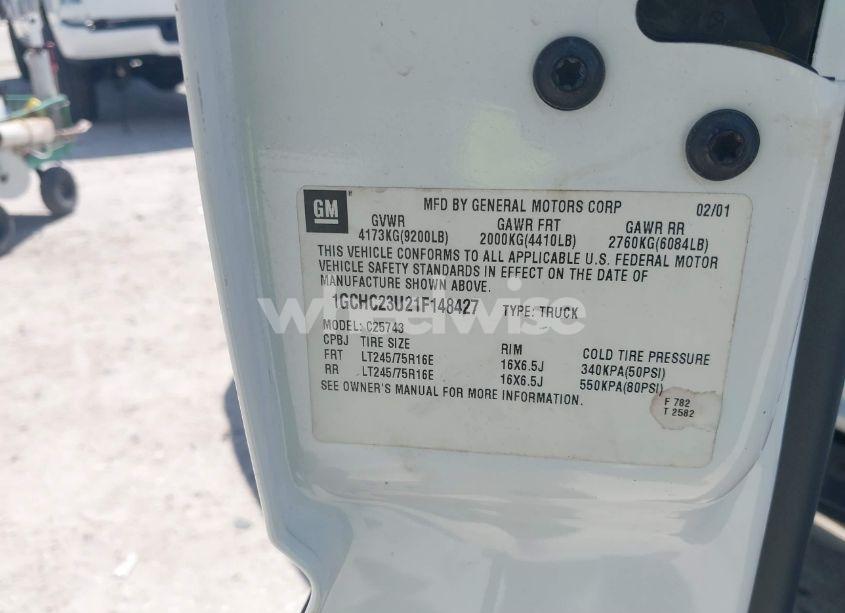 GM
MFD BY GENERAL MOTORS CORP 02/01
GVWR GAWR FRT GAWR RR
4173KG(9200LB) 2000KG(4410LB) 2760KG(6084LB)
THIS VEHICLE CONFORMS TO ALL APPLICABLE U.S. FEDERAL MOTOR
VEHICLE SAFETY STANDARDS IN EFFECT ON THE DATE OF
MANUFACTURE SHOWN ABOVE.
1GCHC23U21F148427 TYPE: TRUCK
wheelwise
MODEL: C25743
CPBJ TIRE SIZE RIM COLD TIRE PRESSURE
FRT LT245/75R16E 16X6.5J 340KPA(50PSI)
RR LT245/75R16E 16X6.5J 550KPA(80PSI)
SEE OWNER'S MANUAL FOR MORE INFORMATION.
F 782
T 2582